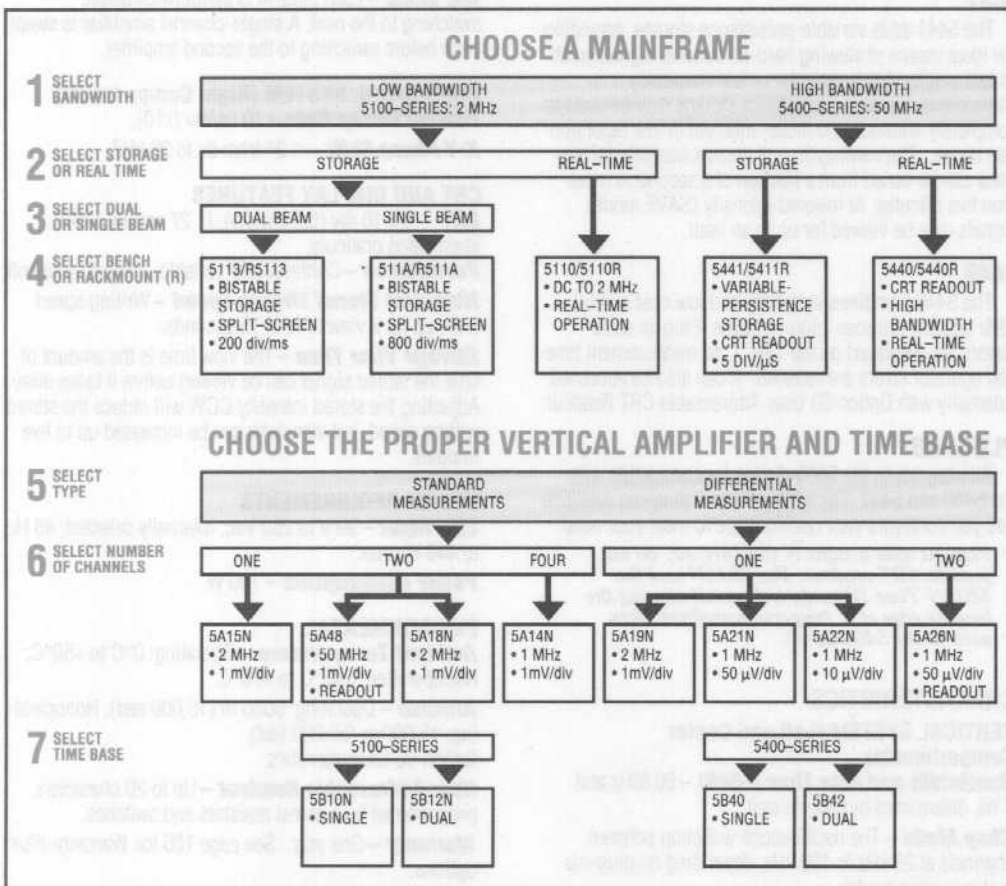 CHOOSE A MAINFRAME
1 SELECT BANDWIDTH
LOW BANDWIDTH
5100–SERIES: 2 MHz
HIGH BANDWIDTH
5400–SERIES: 50 MHz
2 SELECT STORAGE OR REAL TIME
STORAGE
REAL–TIME
STORAGE
REAL–TIME
3 SELECT DUAL OR SINGLE BEAM
DUAL BEAM
SINGLE BEAM
4 SELECT BENCH OR RACKMOUNT (R)
5113/R5113
• BISTABLE
STORAGE
• SPLIT–SCREEN
• 200 div/ms
511A/R511A
• BISTABLE
STORAGE
• SPLIT–SCREEN
• 800 div/ms
5110/5110R
• DC TO 2 MHz
• REAL–TIME
OPERATION
5441/5411R
• VARIABLE-
PERSISTENCE
STORAGE
• CRT READOUT
• 5 DIV/µS
5440/5440R
• CRT READOUT
• HIGH
BANDWIDTH
• REAL–TIME
OPERATION
CHOOSE THE PROPER VERTICAL AMPLIFIER AND TIME BASE
5 SELECT TYPE
STANDARD
MEASUREMENTS
DIFFERENTIAL
MEASUREMENTS
6 SELECT NUMBER OF CHANNELS
ONE
TWO
FOUR
ONE
TWO
5A15N
• 2 MHz
• 1 mV/div
5A48
• 50 MHz
• 1mV/div
• READOUT
5A18N
• 2 MHz
• 1 mV/div
5A14N
• 1 MHz
• 1mV/div
5A19N
• 2 MHz
• 1mV/div
5A21N
• 1 MHz
• 50 µV/div
5A22N
• 1 MHz
• 10 µV/div
5A26N
• 1 MHz
• 50 µV/div
• READOUT
7 SELECT TIME BASE
5100–SERIES
5400–SERIES
5B10N
• SINGLE
5B12N
• DUAL
5B40
• SINGLE
5B42
• DUAL